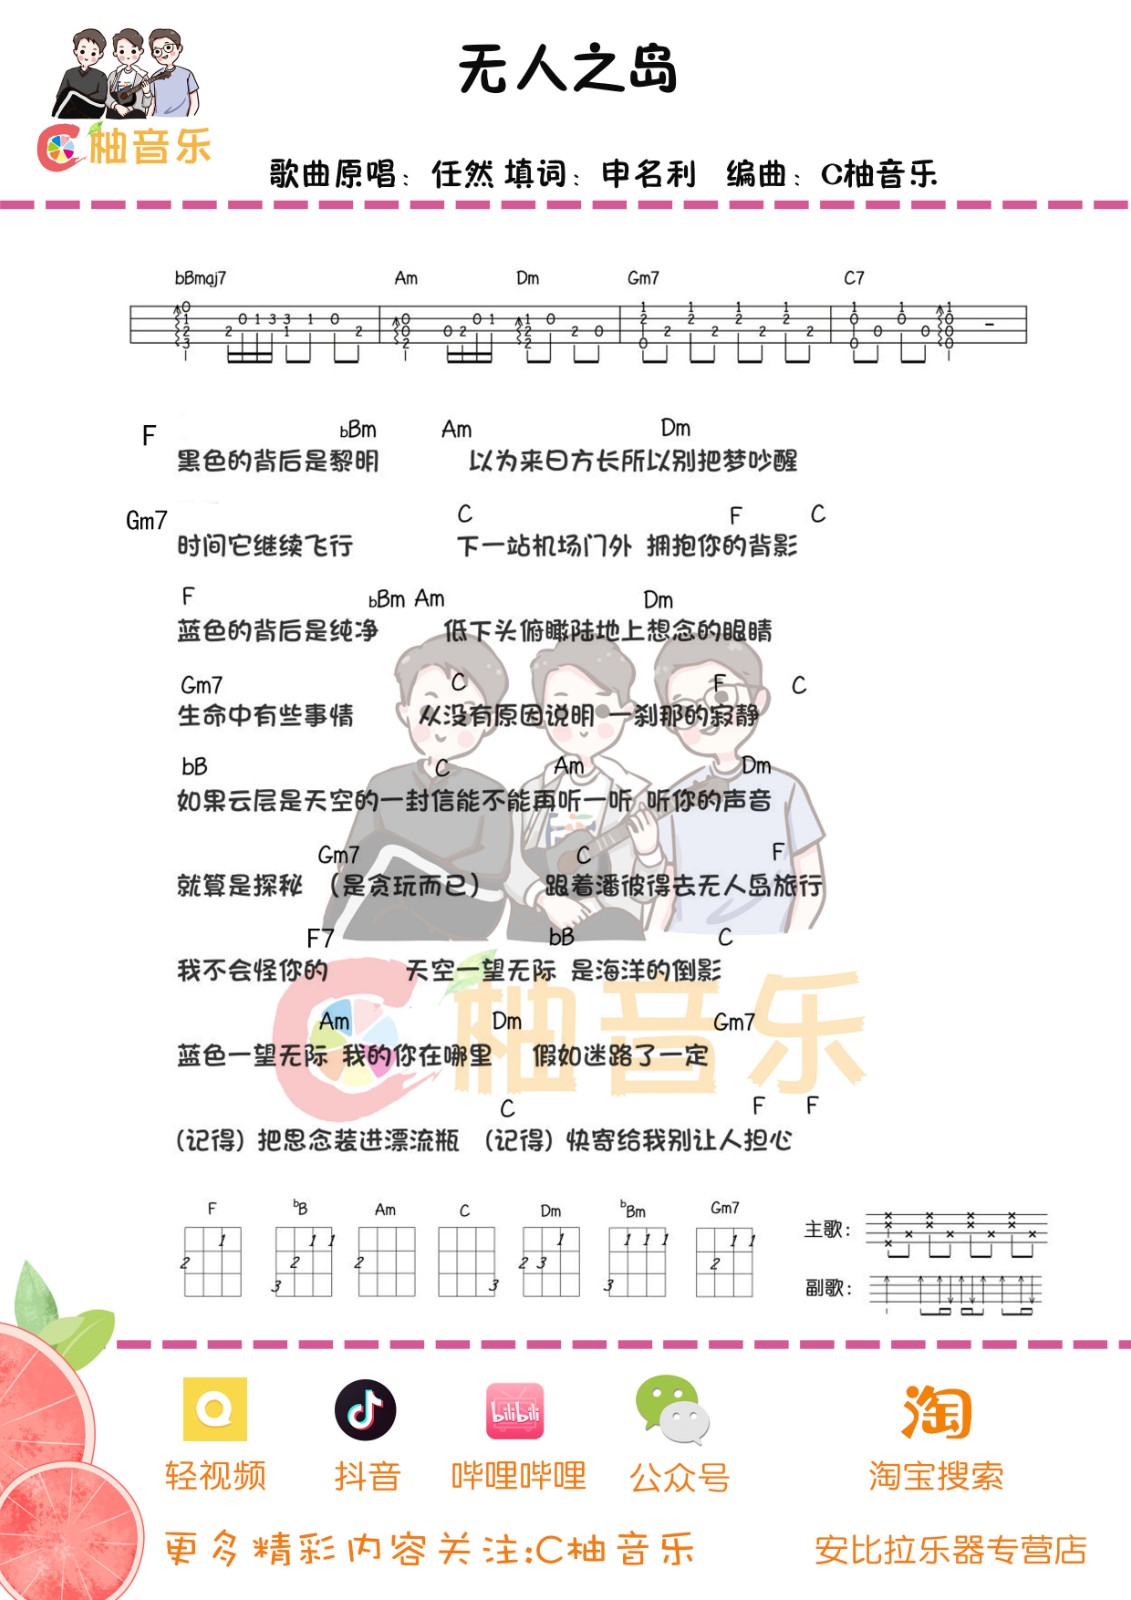 无人之岛
C柚音乐
歌曲原唱：任然 填词：申名利 编曲：C柚音乐
bBmaj7 Am Dm Gm7 C7
F bBm Am Dm
黑色的背后是黎明 以为来日方长所以别把梦吵醒
Gm7 C F C
时间它继续飞行 下一站机场门外 拥抱你的背影
F bBm Am Dm
蓝色的背后是纯净 低下头俯瞰陆地上想念的眼睛
Gm7 C F C
生命中有些事情 从没有原因说明 一刹那的寂静
bB C Am Dm
如果云层是天空的一封信能不能再听一听 听你的声音
Gm7 C F
就算是探秘 （是贪玩而已） 跟着潘彼得去无人岛旅行
F7 bB C
我不会怪你的 天空一望无际 是海洋的倒影
Am Dm Gm7
蓝色一望无际 我的你在哪里 假如迷路了一定
C F F
(记得) 把思念装进漂流瓶 (记得) 快寄给我别让人担心
C柚音乐
F bB Am C Dm bBm Gm7
主歌：
副歌：
bilibili 淘
轻视频 抖音 哔哩哔哩 公众号 淘宝搜索
更多精彩内容关注:C柚音乐 安比拉乐器专营店